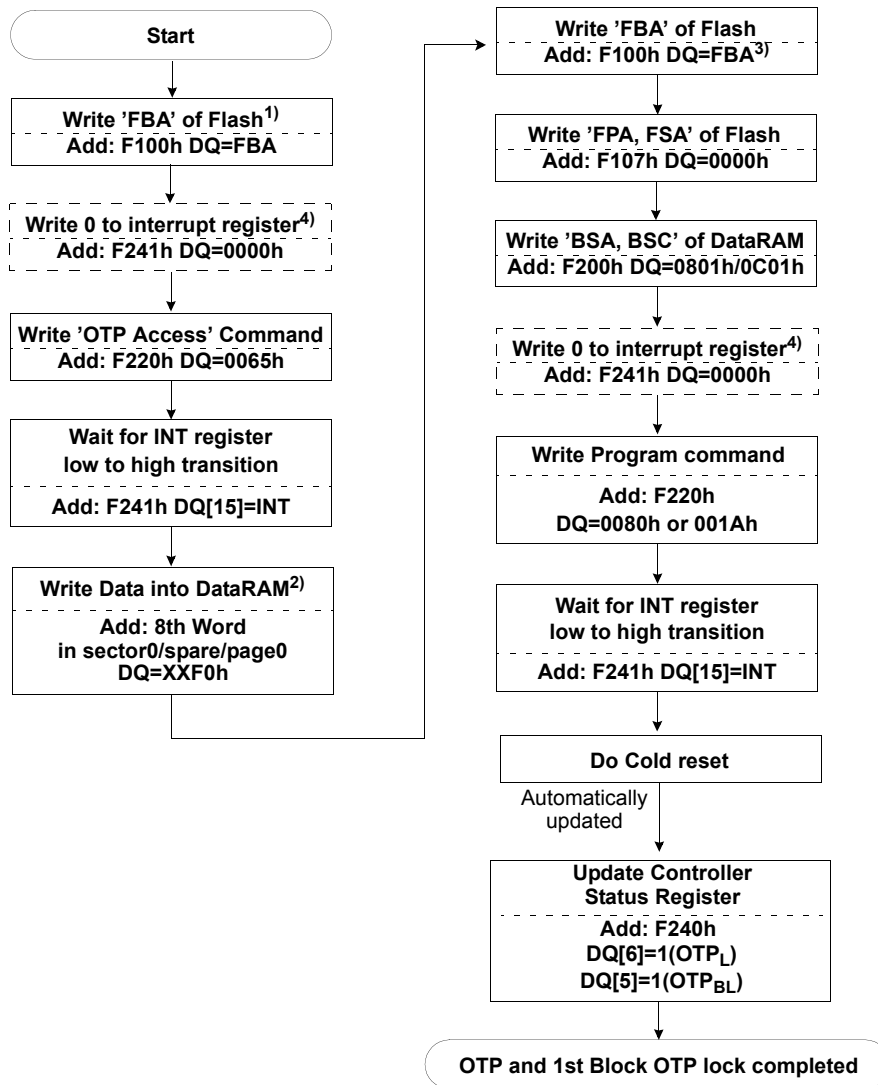 Start
Write ’FBA’ of Flash1)
Add: F100h DQ=FBA
Write 0 to interrupt register4)
Add: F241h DQ=0000h
Write ’OTP Access’ Command
Add: F220h DQ=0065h
Wait for INT register
low to high transition
Add: F241h DQ[15]=INT
Write Data into DataRAM2)
Add: 8th Word
in sector0/spare/page0
DQ=XXF0h
Write ’FBA’ of Flash
Add: F100h DQ=FBA3)
Write ’FPA, FSA’ of Flash
Add: F107h DQ=0000h
Write ’BSA, BSC’ of DataRAM
Add: F200h DQ=0801h/0C01h
Write 0 to interrupt register4)
Add: F241h DQ=0000h
Write Program command
Add: F220h
DQ=0080h or 001Ah
Wait for INT register
low to high transition
Add: F241h DQ[15]=INT
Do Cold reset
Automatically
updated
Update Controller
Status Register
Add: F240h
DQ[6]=1(OTPL)
DQ[5]=1(OTPBL)
OTP and 1st Block OTP lock completed